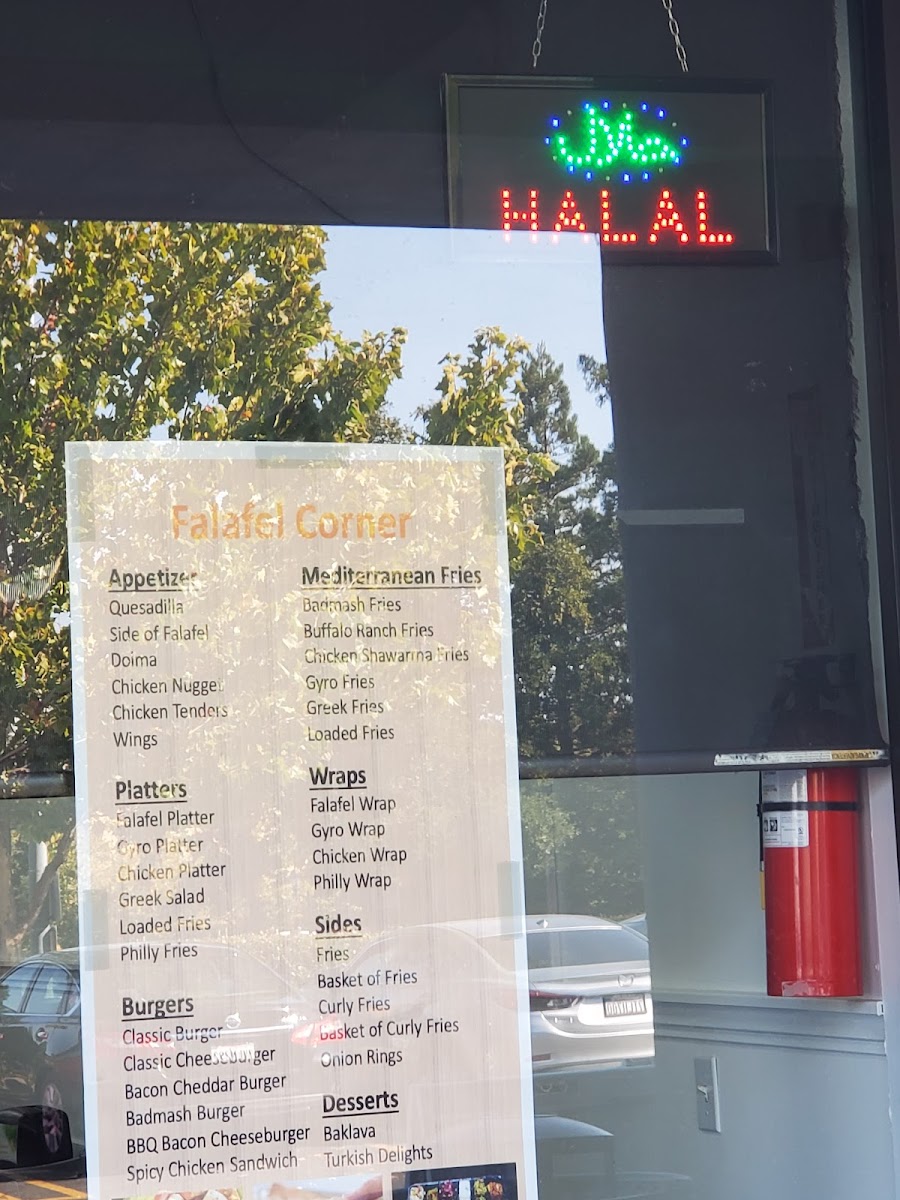 HALAL
Falafel Corner
Appetizer
Quesadilla
Side of Falafel
Dolma
Chicken Nugget
Chicken Tenders
Wings
Platters
Falafel Platter
Gyro Platter
Chicken Platter
Greek Salad
Loaded Fries
Philly Fries
Burgers
Classic Burger
Classic Cheeseburger
Bacon Cheddar Burger
Badmash Burger
BBQ Bacon Cheeseburger
Spicy Chicken Sandwich
Mediterranean Fries
Badmash Fries
Buffalo Ranch Fries
Chicken Shawarma Fries
Gyro Fries
Greek Fries
Loaded Fries
Wraps
Falafel Wrap
Gyro Wrap
Chicken Wrap
Philly Wrap
Sides
Fries
Basket of Fries
Curly Fries
Basket of Curly Fries
Onion Rings
Desserts
Baklava
Turkish Delights